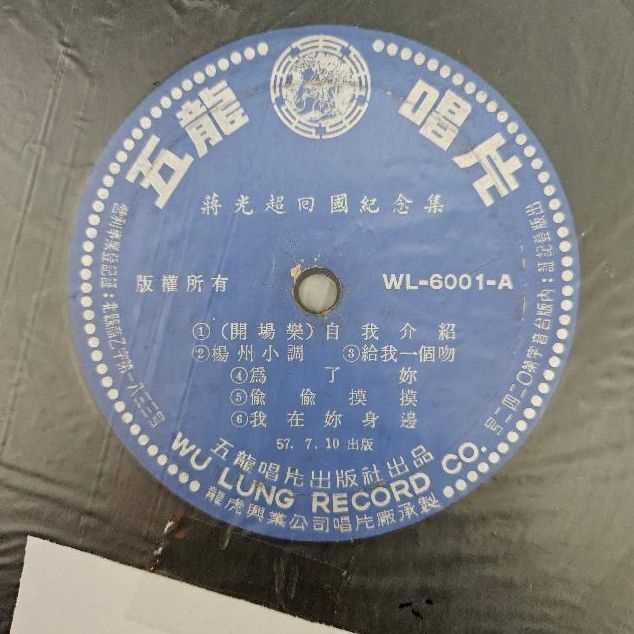 五龍唱片
蔣光超回國紀念集
版權所有
WL-6001-A
①(開場樂)自我介紹
②楊州小調 ③給我一個吻
④為了妳
⑤偷偷摸摸
⑥我在妳身邊
57. 7. 10 出版
五龍唱片出版社出品
WU LUNG RECORD CO.
龍虎興業公司唱片廠承製